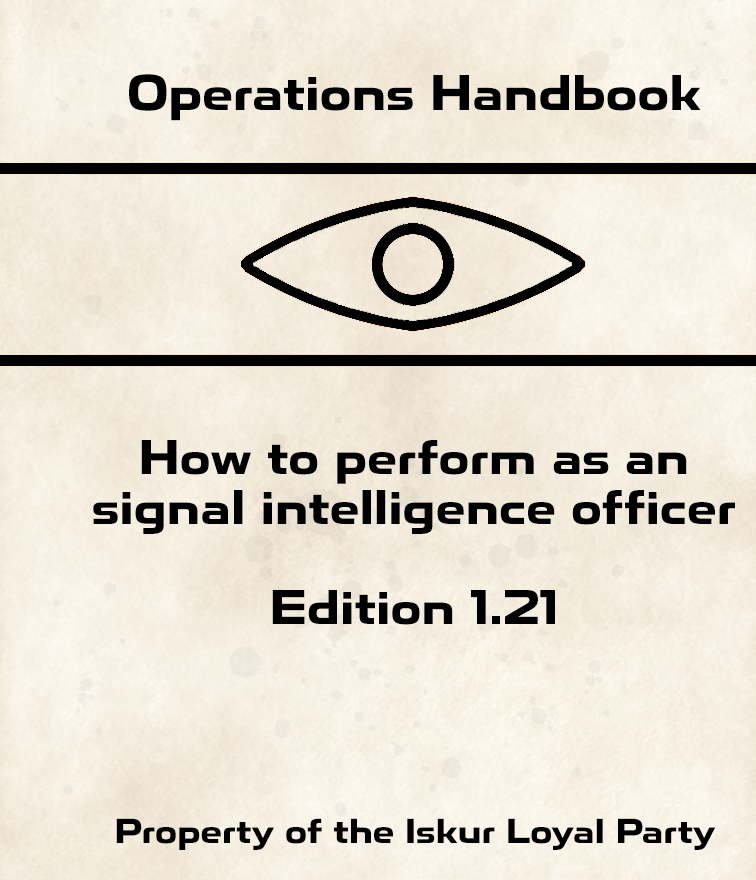 Operations Handbook
How to perform as an
signal intelligence officer
Edition 1.21
Property of the Iskur Loyal Party